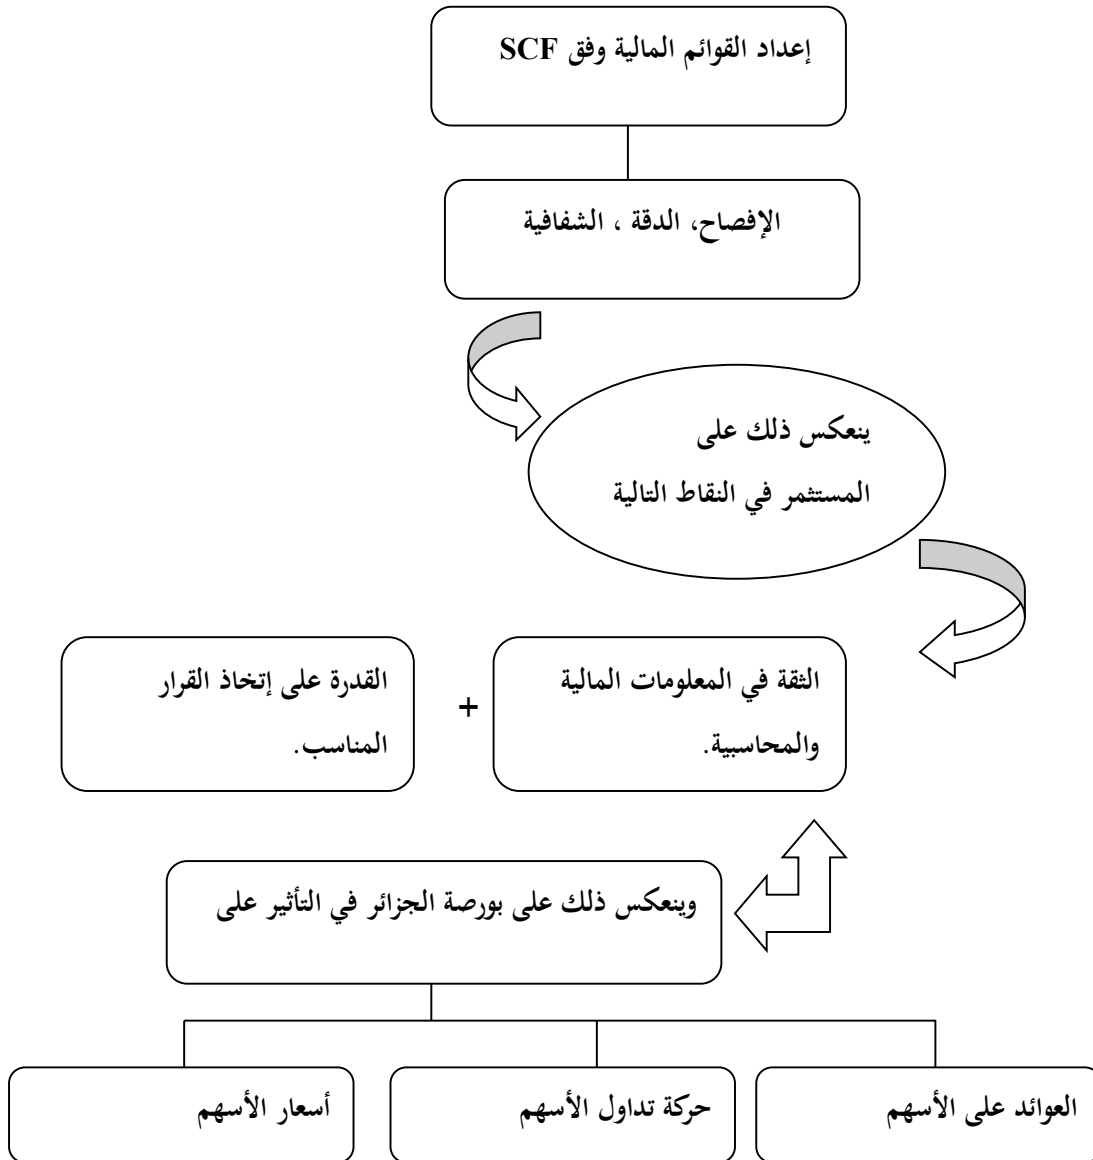 إعداد القوائم المالية وفق SCF
الإفصاح، الدقة ، الشفافية
ينعكس ذلك على
المستثمر في النقاط التالية
الثقة في المعلومات المالية
والمحاسبية.
+
القدرة على إتخاذ القرار
المناسب.
وينعكس ذلك على بورصة الجزائر في التأثير على
العوائد على الأسهم
حركة تداول الأسهم
أسعار الأسهم